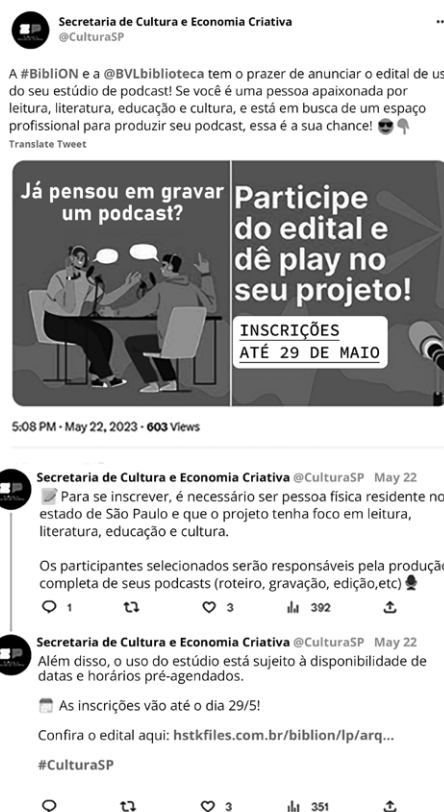 Secretaria de Cultura e Economia Criativa
@CulturaSP
A #BibliON e a @BVLbiblioteca tem o prazer de anunciar o edital de us
do seu estúdio de podcast! Se você é uma pessoa apaixonada por
leitura, literatura, educação e cultura, e está em busca de um espaço
profissional para produzir seu podcast, essa é a sua chance! 😎👇
Translate Tweet
Já pensou em gravar
um podcast?
Participe
do edital e
dê play no
seu projeto!
INSCRIÇÕES
ATÉ 29 DE MAIO
5:08 PM - May 22, 2023 - 603 Views
Secretaria de Cultura e Economia Criativa @CulturaSP May 22
📝 Para se inscrever, é necessário ser pessoa física residente no
estado de São Paulo e que o projeto tenha foco em leitura,
literatura, educação e cultura.
Os participantes selecionados serão responsáveis pela produção
completa de seus podcasts (roteiro, gravação, edição,etc) 🎙
1 3 392
Secretaria de Cultura e Economia Criativa @CulturaSP May 22
Além disso, o uso do estúdio está sujeito à disponibilidade de
datas e horários pré-agendados.
🗓 As inscrições vão até o dia 29/5!
Confira o edital aqui: hstkfiles.com.br/biblion/lp/arq...
#CulturaSP
3 351